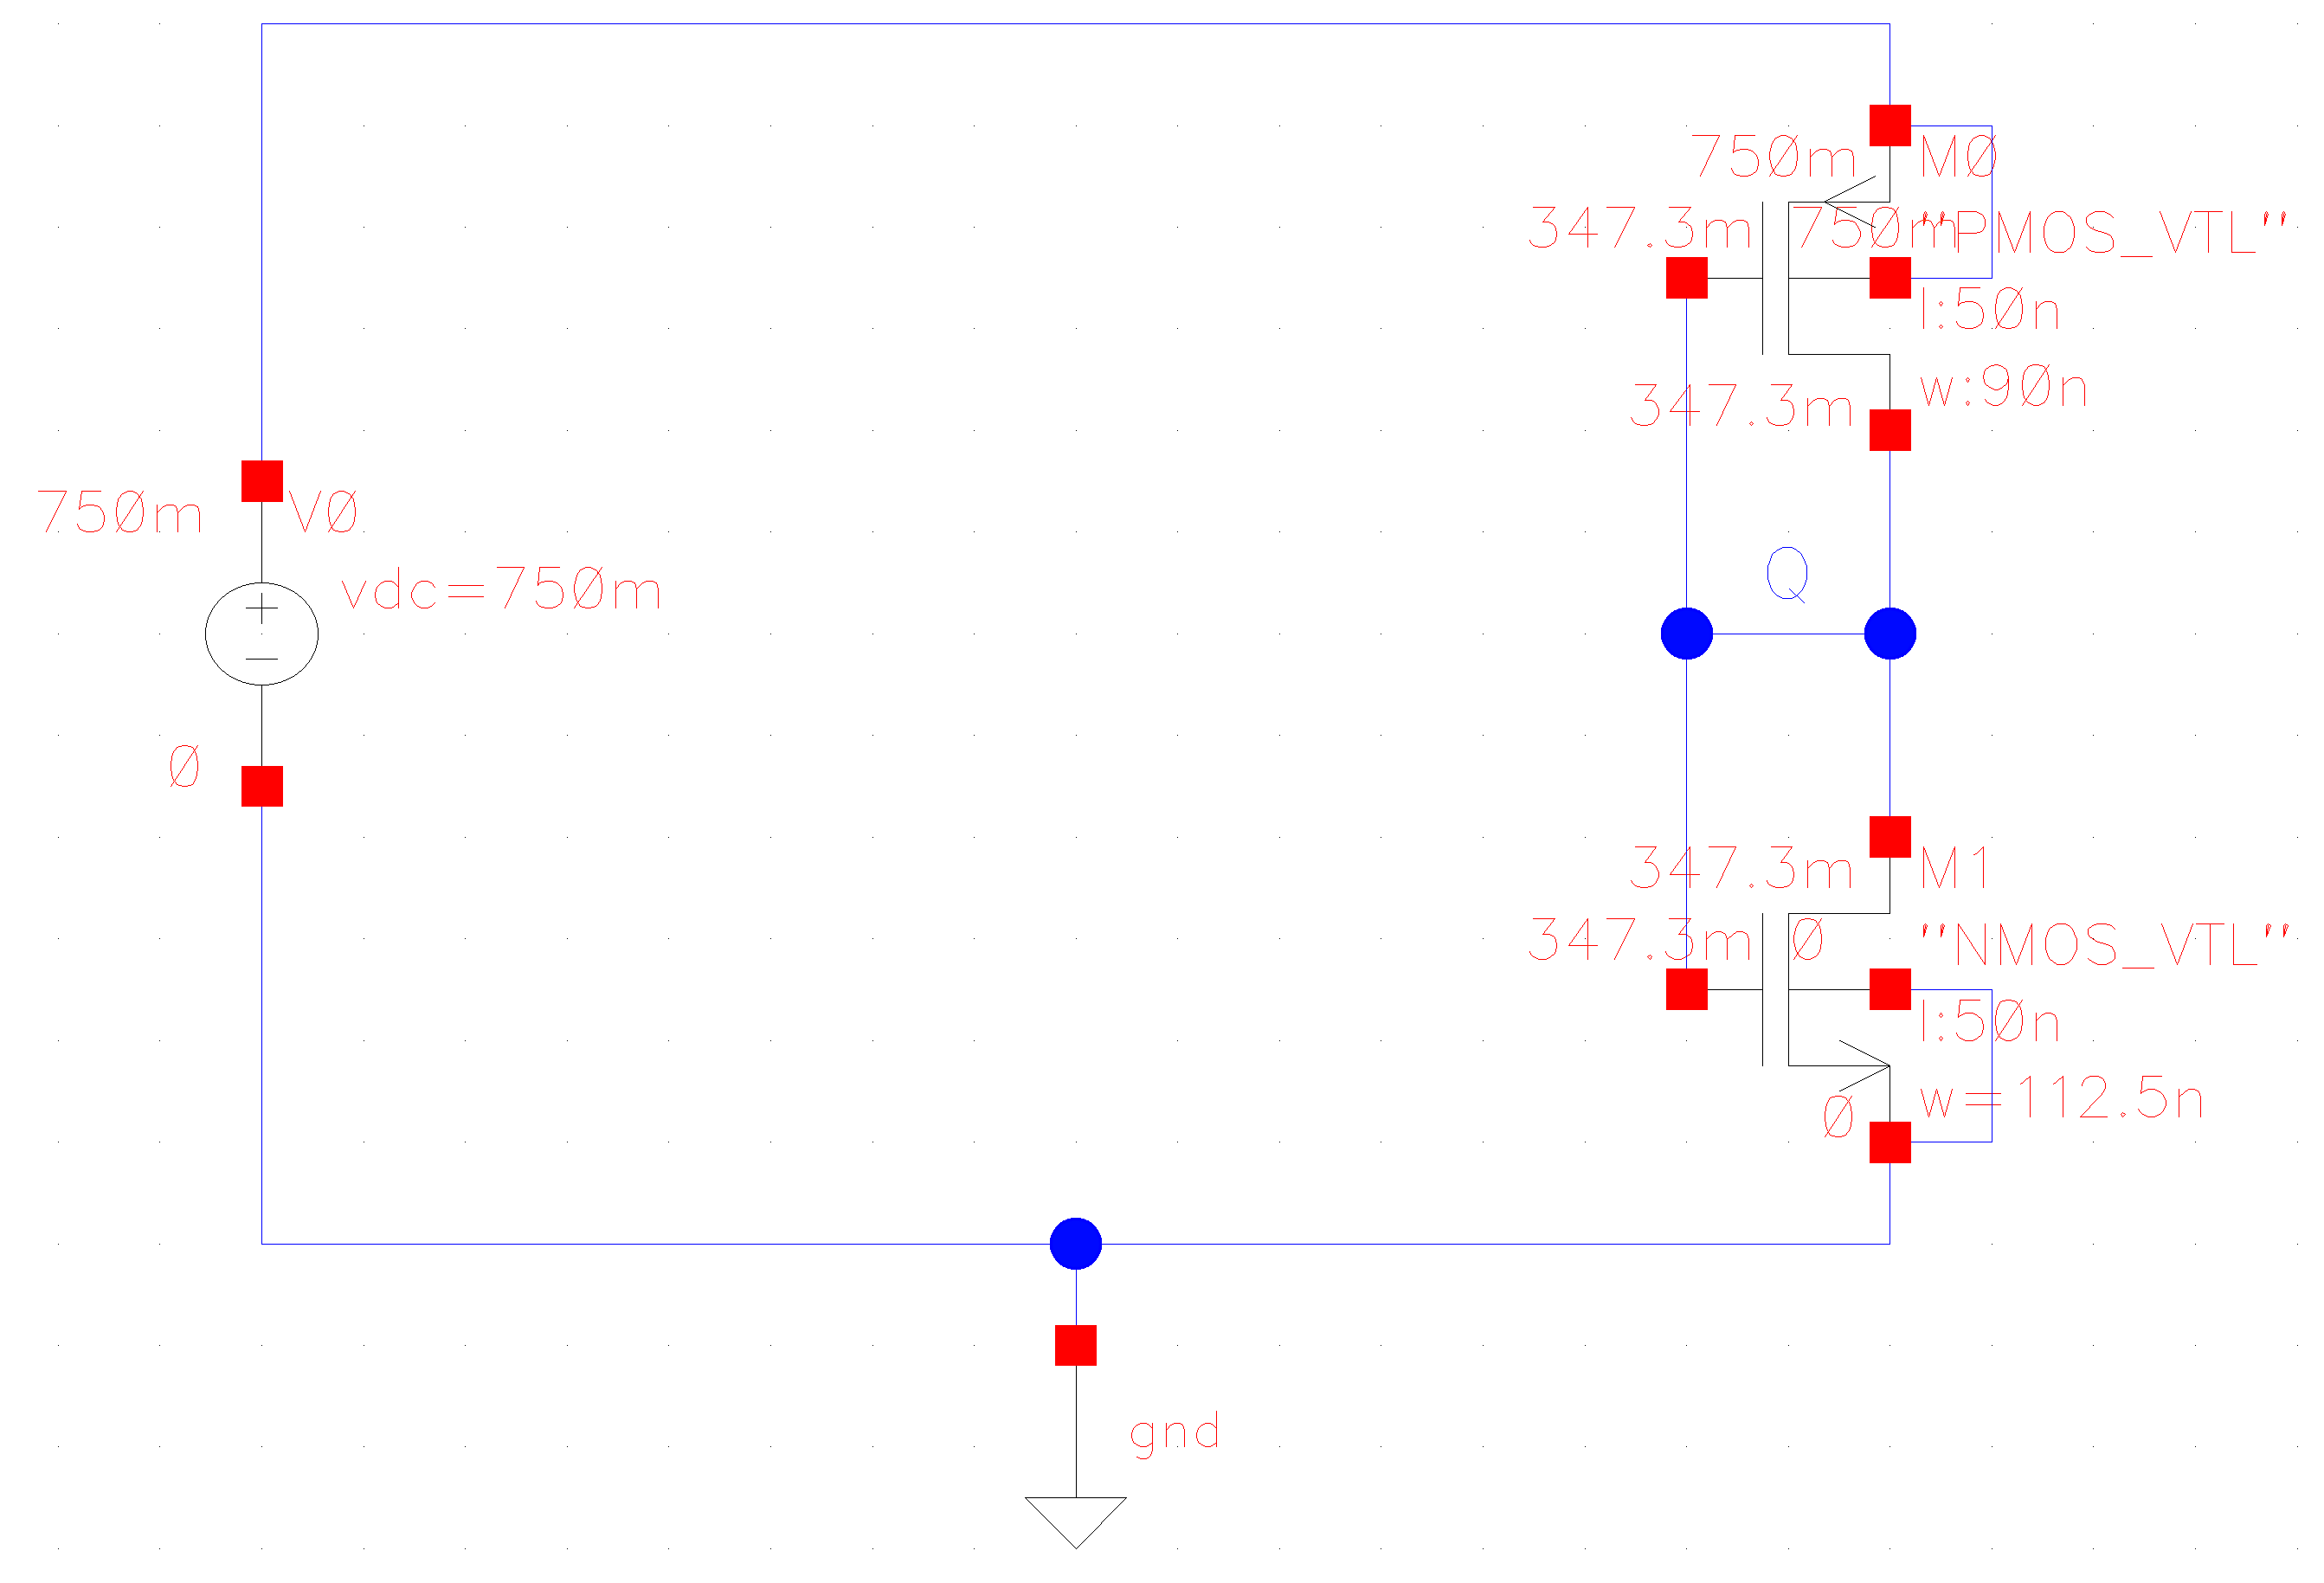 750m
M0
347.3m
750m
"PMOS_VTL"
l:50n
w:90n
347.3m
750m
V0
vdc=750m
Q
0
347.3m
M1
347.3m
0
"NMOS_VTL"
l:50n
w=112.5n
0
gnd